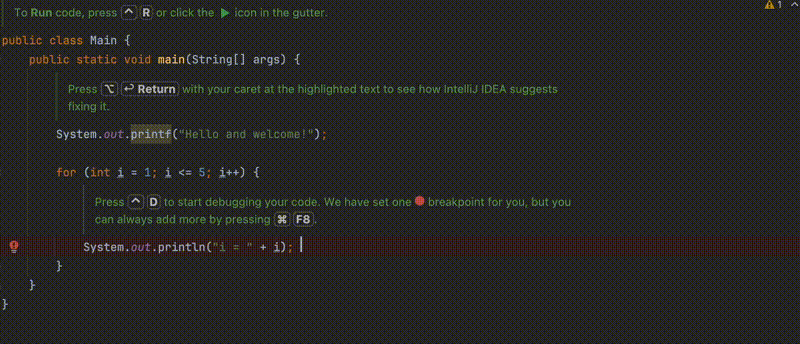 To Run code, press ^ R or click the ▶ icon in the gutter.
1
public class Main {
public static void main(String[] args) {
Press ⌥ ↩ Return with your caret at the highlighted text to see how IntelliJ IDEA suggests
fixing it.
System.out.printf("Hello and welcome!");
for (int i = 1; i <= 5; i++) {
Press ^ D to start debugging your code. We have set one breakpoint for you, but you
can always add more by pressing ⌘ F8.
System.out.println("i = " + i);
}
}
}